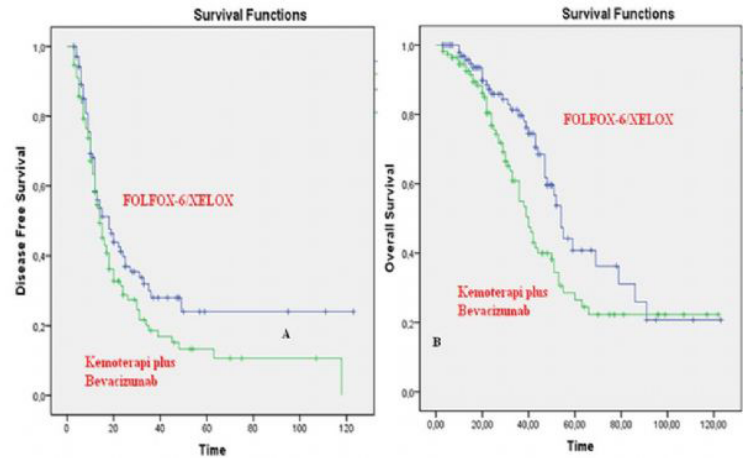 Survival Functions
1,0
0,8
0,6
0,4
0,2
0,0
Disease Free Survival
FOLFOX-6/XELOX
A
Kemoterapi plus
Bevacizumab
0 20 40 60 80 100 120
Time
Survival Functions
1,0
0,8
0,6
0,4
0,2
0,0
Overall Survival
FOLFOX-6/XELOX
Kemoterapi plus
Bevacizumab
B
0,00 20,00 40,00 60,00 80,00 100,00 120,00
Time